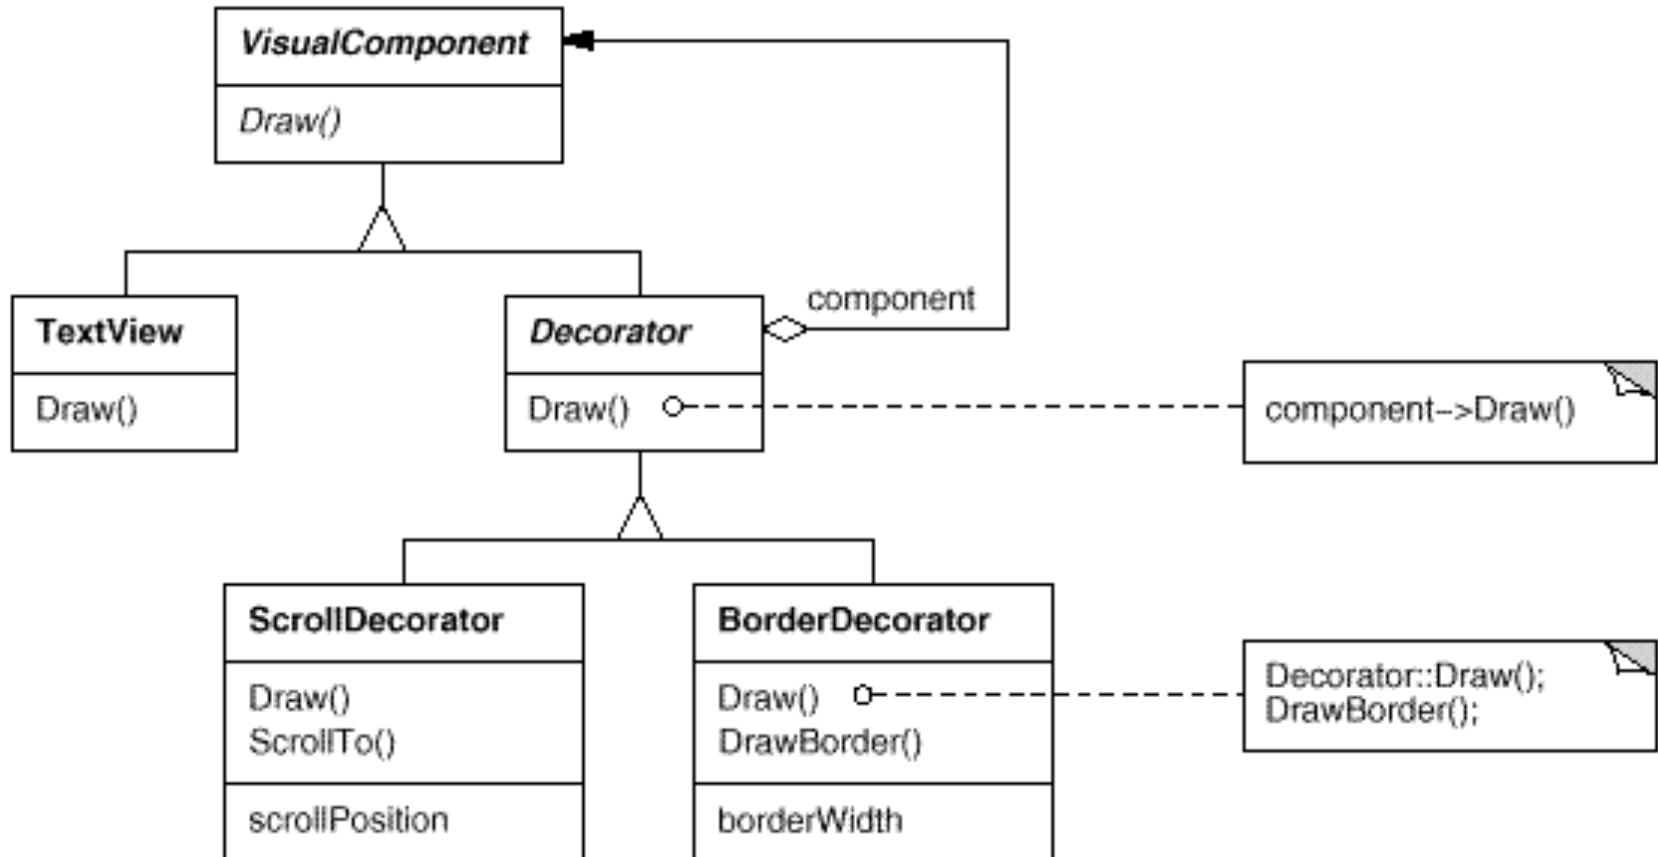 VisualComponent
Draw()
component
TextView
Draw()
Decorator
Draw()
component->Draw()
ScrollDecorator
Draw()
ScrollTo()
scrollPosition
BorderDecorator
Draw()
DrawBorder()
borderWidth
Decorator::Draw();
DrawBorder();